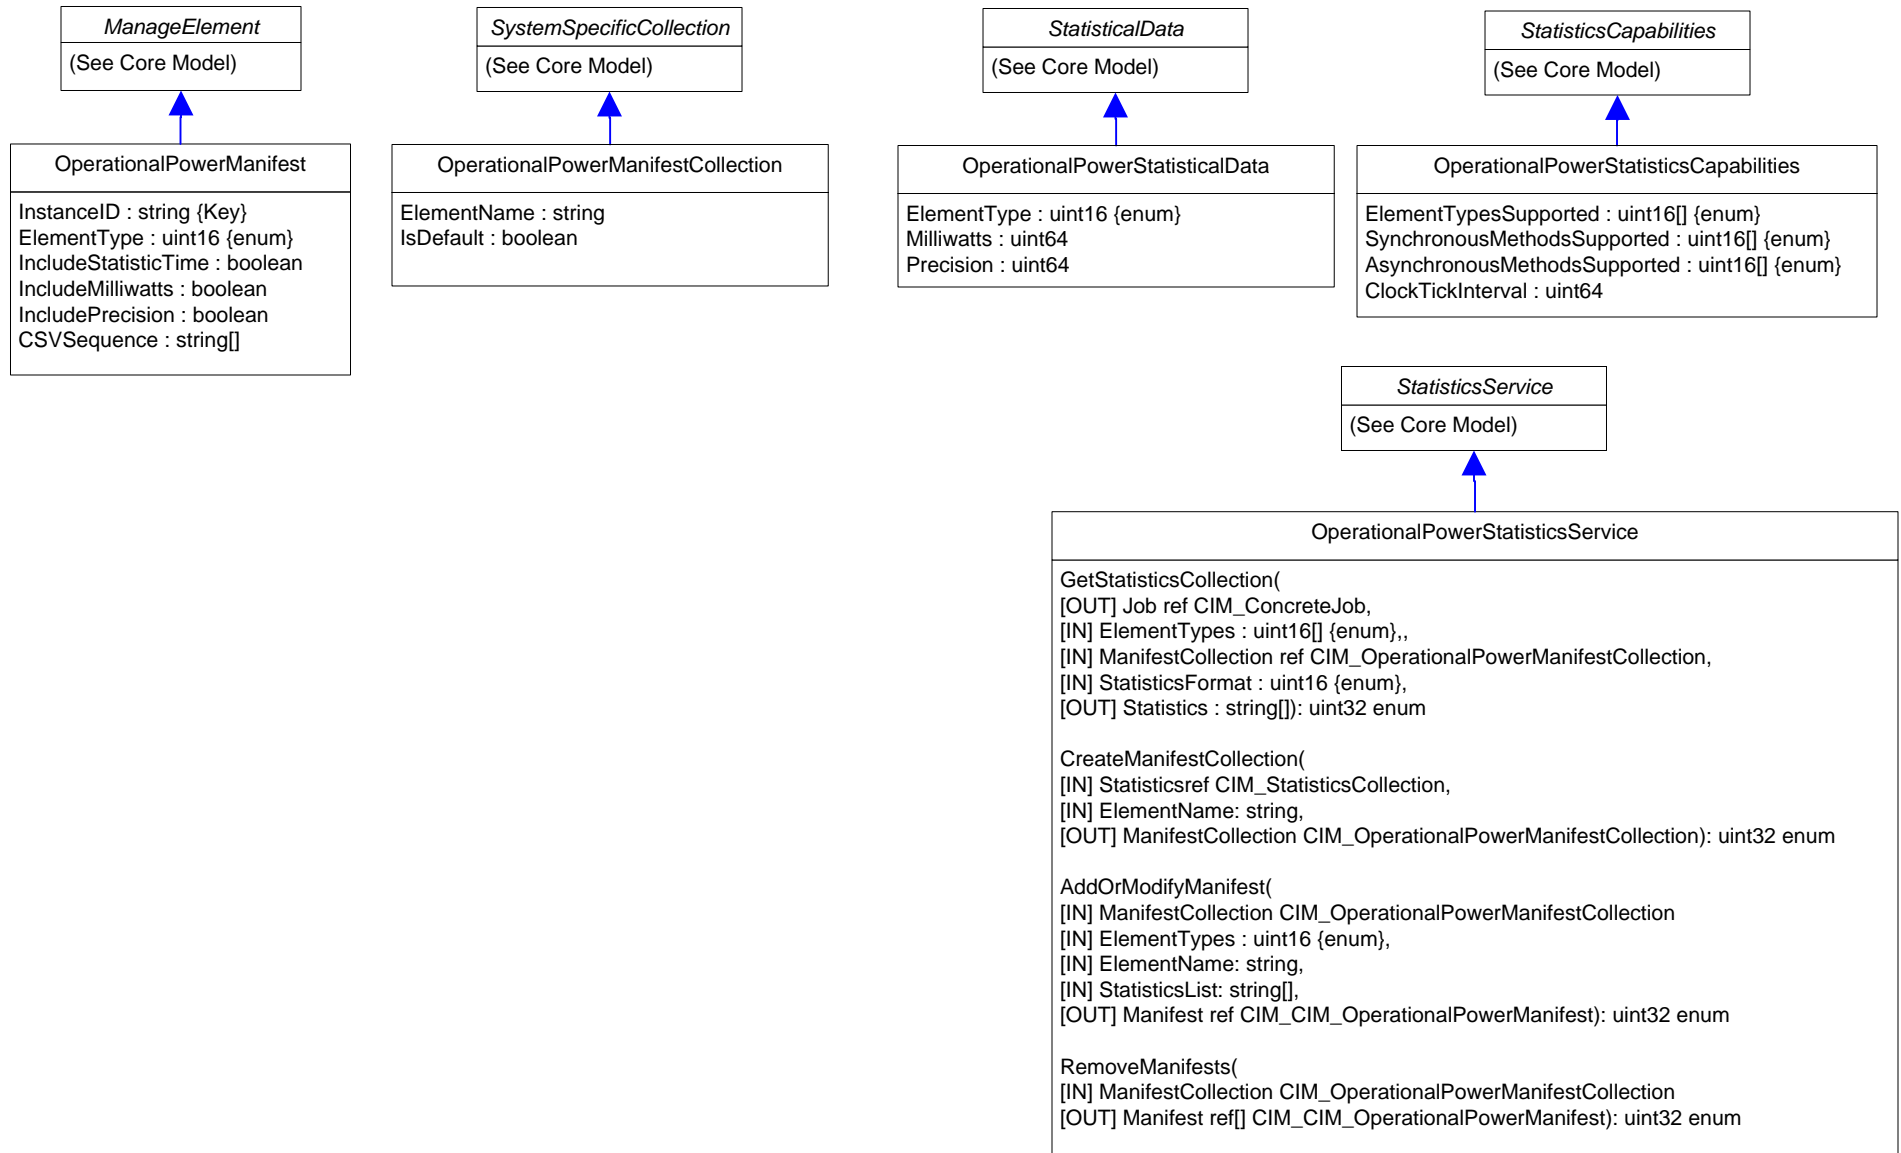 ManageElement
(See Core Model)
OperationalPowerManifest
InstanceID : string {Key}
ElementType : uint16 {enum}
IncludeStatisticTime : boolean
IncludeMilliwatts : boolean
IncludePrecision : boolean
CSVSequence : string[]
SystemSpecificCollection
(See Core Model)
OperationalPowerManifestCollection
ElementName : string
IsDefault : boolean
StatisticalData
(See Core Model)
OperationalPowerStatisticalData
ElementType : uint16 {enum}
Milliwatts : uint64
Precision : uint64
StatisticsCapabilities
(See Core Model)
OperationalPowerStatisticsCapabilities
ElementTypesSupported : uint16[] {enum}
SynchronousMethodsSupported : uint16[] {enum}
AsynchronousMethodsSupported : uint16[] {enum}
ClockTickInterval : uint64
StatisticsService
(See Core Model)
OperationalPowerStatisticsService
GetStatisticsCollection(
[OUT] Job ref CIM_ConcreteJob,
[IN] ElementTypes : uint16[] {enum},,
[IN] ManifestCollection ref CIM_OperationalPowerManifestCollection,
[IN] StatisticsFormat : uint16 {enum},
[OUT] Statistics : string[]): uint32 enum
CreateManifestCollection(
[IN] Statisticsref CIM_StatisticsCollection,
[IN] ElementName: string,
[OUT] ManifestCollection CIM_OperationalPowerManifestCollection): uint32 enum
AddOrModifyManifest(
[IN] ManifestCollection CIM_OperationalPowerManifestCollection
[IN] ElementTypes : uint16 {enum},
[IN] ElementName: string,
[IN] StatisticsList: string[],
[OUT] Manifest ref CIM_CIM_OperationalPowerManifest): uint32 enum
RemoveManifests(
[IN] ManifestCollection CIM_OperationalPowerManifestCollection
[OUT] Manifest ref[] CIM_CIM_OperationalPowerManifest): uint32 enum